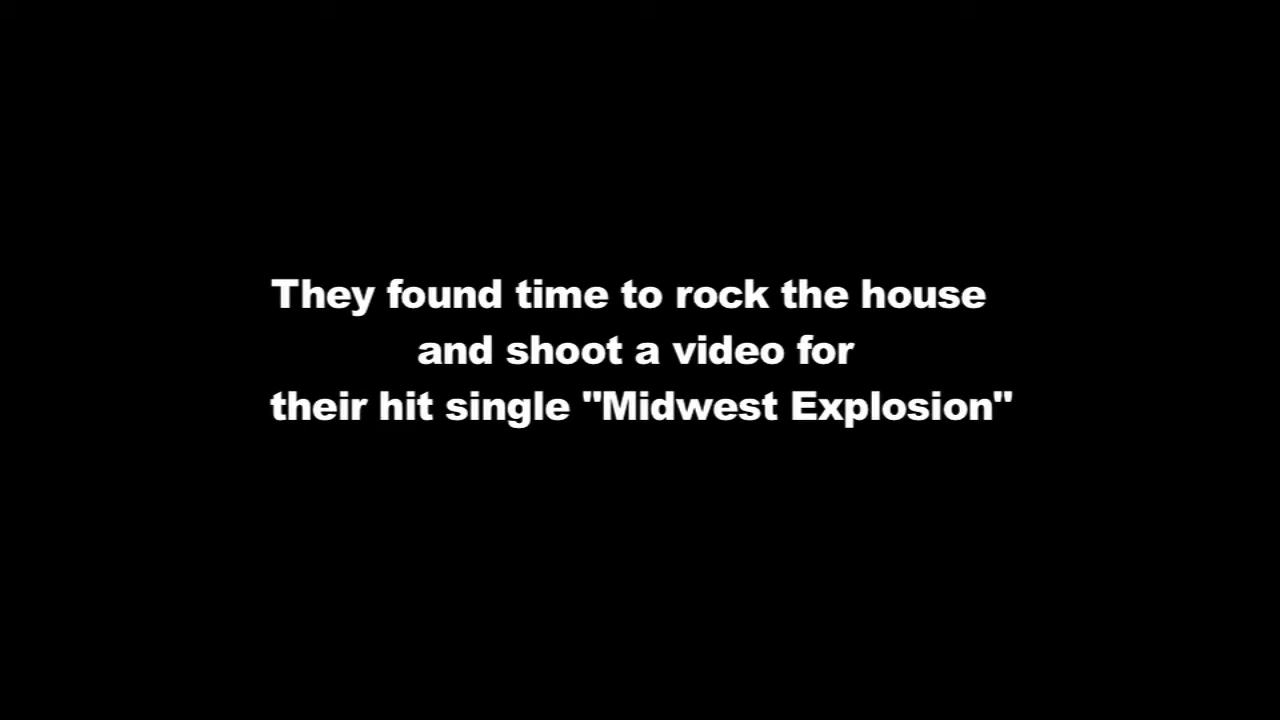 They found time to rock the house
and shoot a video for
their hit single "Midwest Explosion"